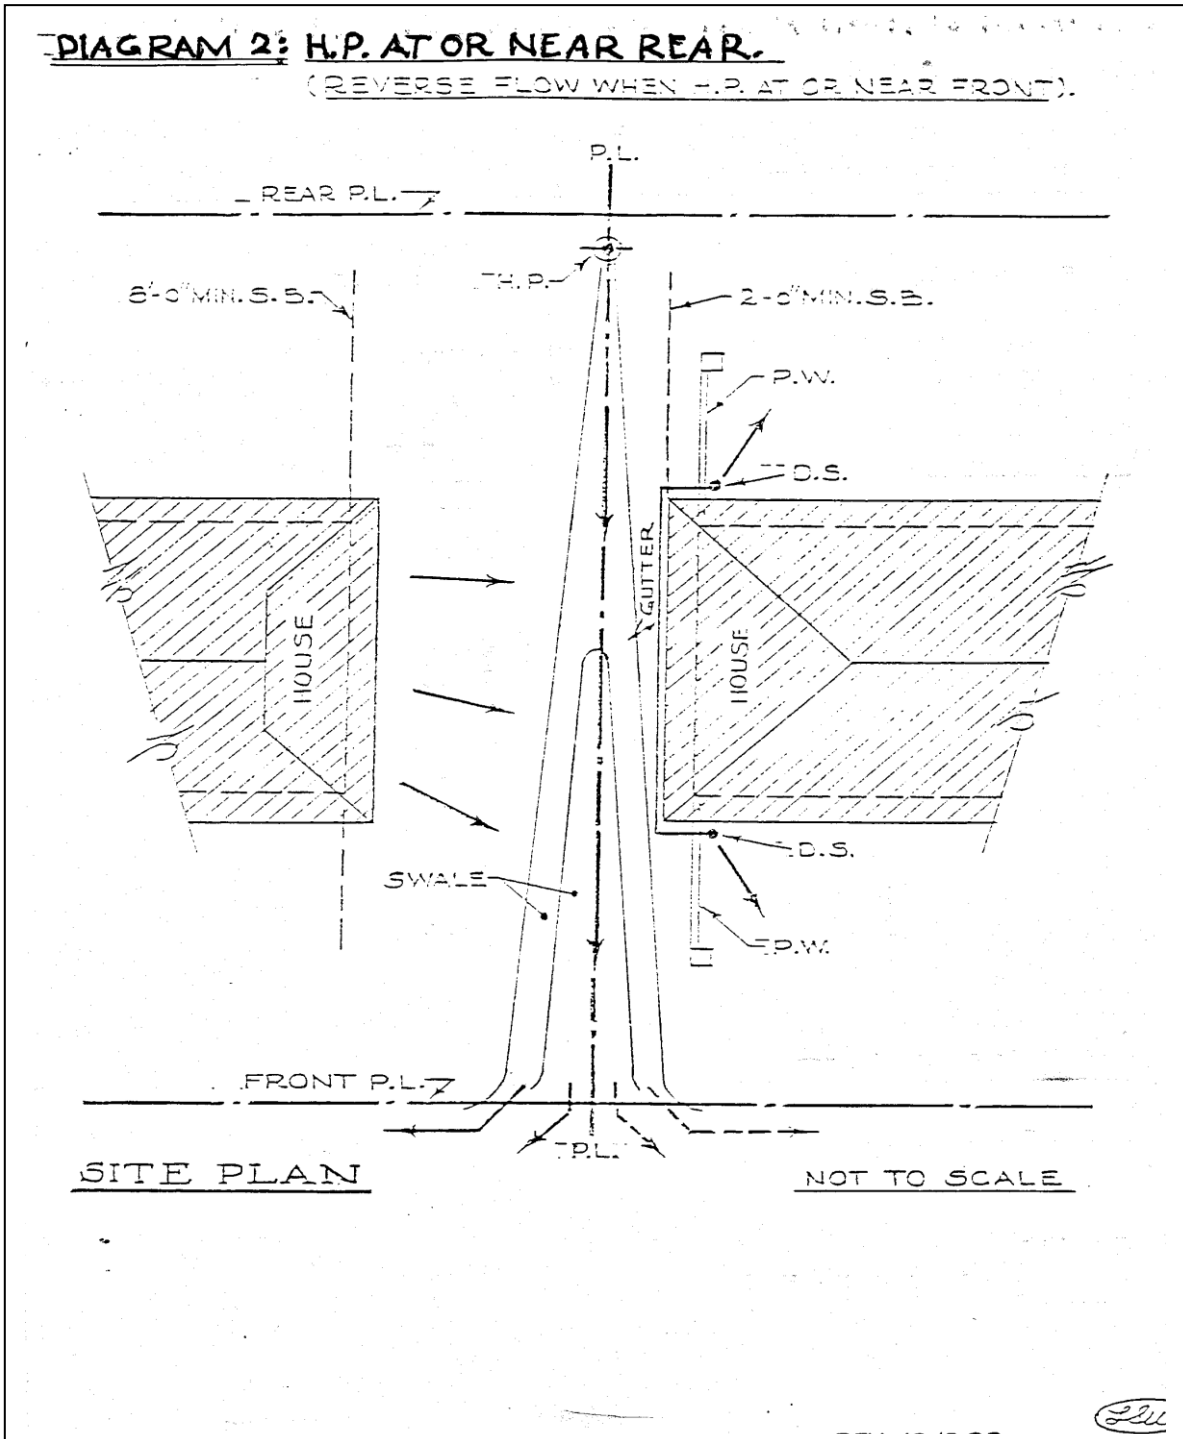 DIAGRAM 2: H.P. AT OR NEAR REAR.
(REVERSE FLOW WHEN H.P. AT OR NEAR FRONT).
P.L.
REAR P.L.
H.P.
8'-0" MIN. S.B.
2-0" MIN. S.B.
P.W.
D.S.
GUTTER
HOUSE
HOUSE
D.S.
SWALE
P.W.
FRONT P.L.
P.L.
SITE PLAN
NOT TO SCALE